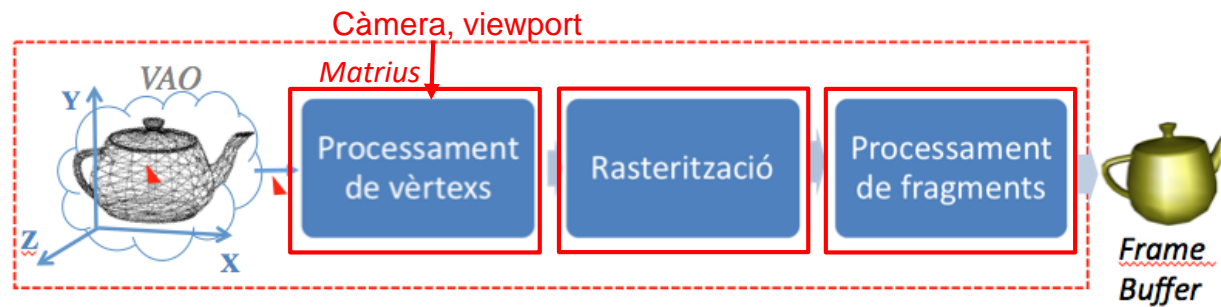 Càmera, viewport
Matrius
VAO
Y
Z
X
Processament
de vèrtexs
Rasterització
Processament
de fragments
Frame
Buffer